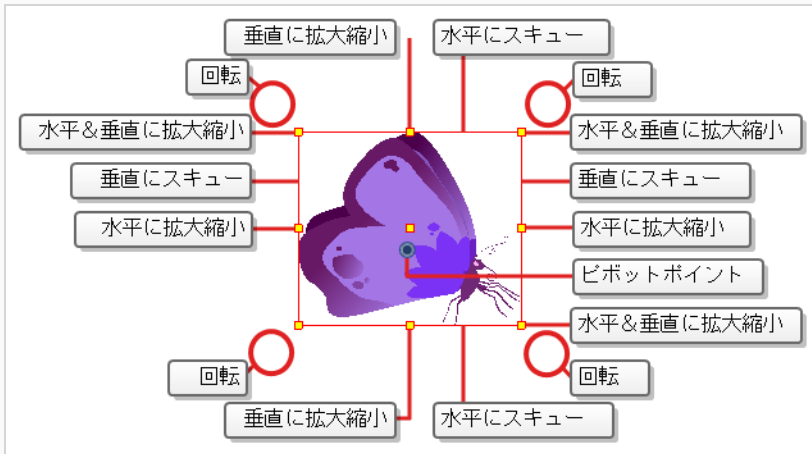 垂直に拡大縮小
水平にスキュー
回転
回転
水平＆垂直に拡大縮小
水平＆垂直に拡大縮小
垂直にスキュー
垂直にスキュー
水平に拡大縮小
水平に拡大縮小
ピボットポイント
水平＆垂直に拡大縮小
回転
回転
垂直に拡大縮小
水平にスキュー